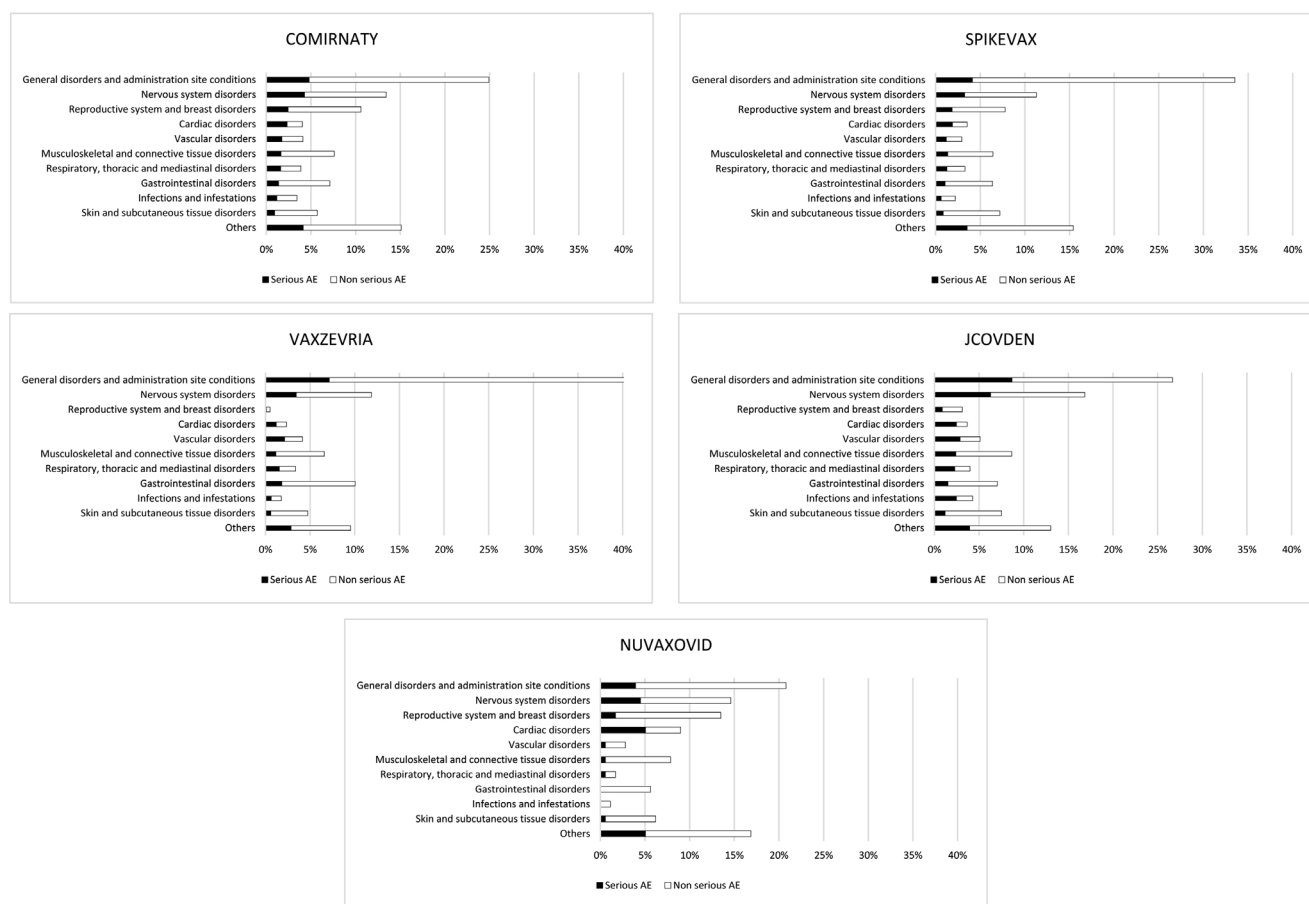 COMIRNATY
General disorders and administration site conditions
Nervous system disorders
Reproductive system and breast disorders
Cardiac disorders
Vascular disorders
Musculoskeletal and connective tissue disorders
Respiratory, thoracic and mediastinal disorders
Gastrointestinal disorders
Infections and infestations
Skin and subcutaneous tissue disorders
Others
0% 5% 10% 15% 20% 25% 30% 35% 40%
Serious AE Non serious AE
SPIKEVAX
General disorders and administration site conditions
Nervous system disorders
Reproductive system and breast disorders
Cardiac disorders
Vascular disorders
Musculoskeletal and connective tissue disorders
Respiratory, thoracic and mediastinal disorders
Gastrointestinal disorders
Infections and infestations
Skin and subcutaneous tissue disorders
Others
0% 5% 10% 15% 20% 25% 30% 35% 40%
Serious AE Non serious AE
VAXZEVRIA
General disorders and administration site conditions
Nervous system disorders
Reproductive system and breast disorders
Cardiac disorders
Vascular disorders
Musculoskeletal and connective tissue disorders
Respiratory, thoracic and mediastinal disorders
Gastrointestinal disorders
Infections and infestations
Skin and subcutaneous tissue disorders
Others
0% 5% 10% 15% 20% 25% 30% 35% 40%
Serious AE Non serious AE
JCOVDEN
General disorders and administration site conditions
Nervous system disorders
Reproductive system and breast disorders
Cardiac disorders
Vascular disorders
Musculoskeletal and connective tissue disorders
Respiratory, thoracic and mediastinal disorders
Gastrointestinal disorders
Infections and infestations
Skin and subcutaneous tissue disorders
Others
0% 5% 10% 15% 20% 25% 30% 35% 40%
Serious AE Non serious AE
NUVAXOVID
General disorders and administration site conditions
Nervous system disorders
Reproductive system and breast disorders
Cardiac disorders
Vascular disorders
Musculoskeletal and connective tissue disorders
Respiratory, thoracic and mediastinal disorders
Gastrointestinal disorders
Infections and infestations
Skin and subcutaneous tissue disorders
Others
0% 5% 10% 15% 20% 25% 30% 35% 40%
Serious AE Non serious AE